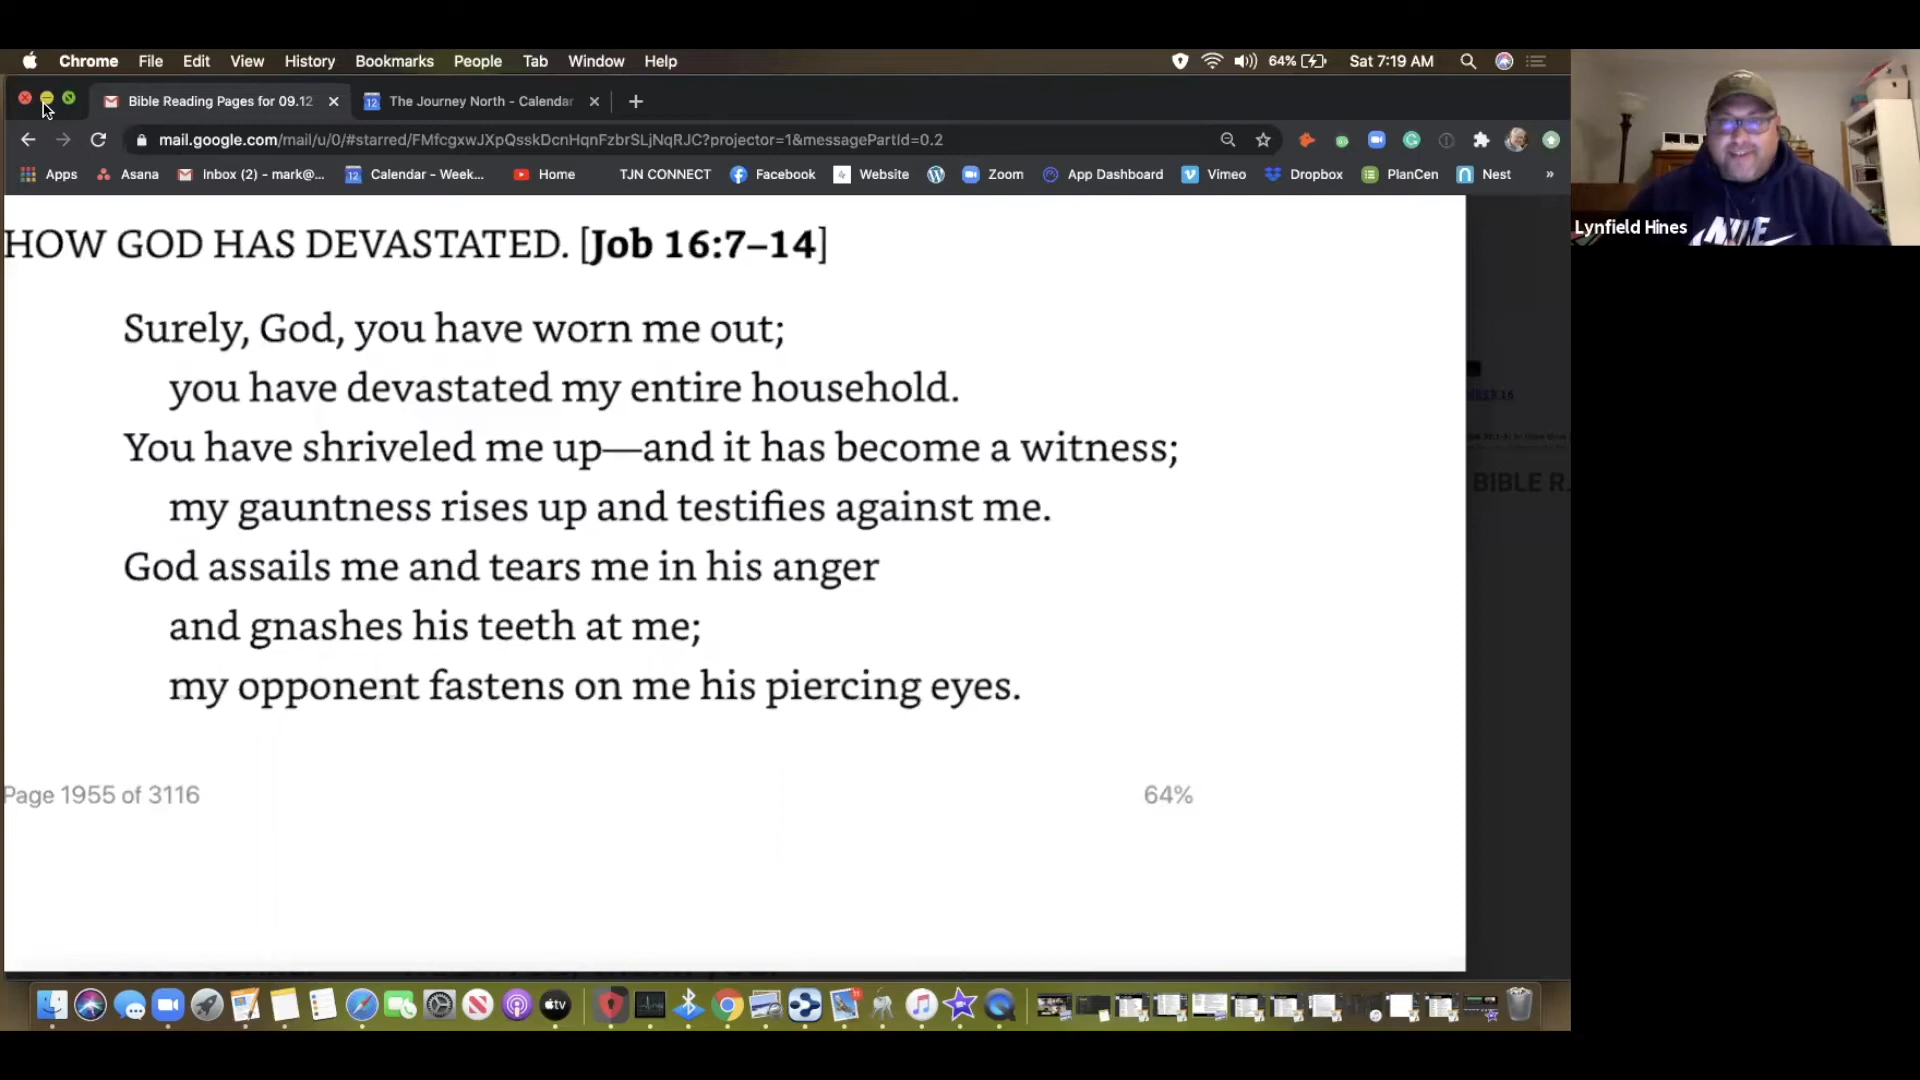 Chrome File Edit View History Bookmarks People Tab Window Help 64% Sat 7:19 AM
Bible Reading Pages for 09.12 The Journey North - Calendar
mail.google.com/mail/u/0/#starred/FMfcgxwJXpQsskDcnHqnFzbrSLjNqRJC?projector=1&messagePartId=0.2
Apps Asana Inbox (2) – mark@... Calendar – Week... Home TJN CONNECT Facebook Website Zoom App Dashboard Vimeo Dropbox PlanCen Nest »
Lynfield Hines
NIKE
HOW GOD HAS DEVASTATED. [Job 16:7–14]
Surely, God, you have worn me out;
you have devastated my entire household.
You have shriveled me up—and it has become a witness;
my gauntness rises up and testifies against me.
God assails me and tears me in his anger
and gnashes his teeth at me;
my opponent fastens on me his piercing eyes.
BIBLE R
Page 1955 of 3116 64%
tv